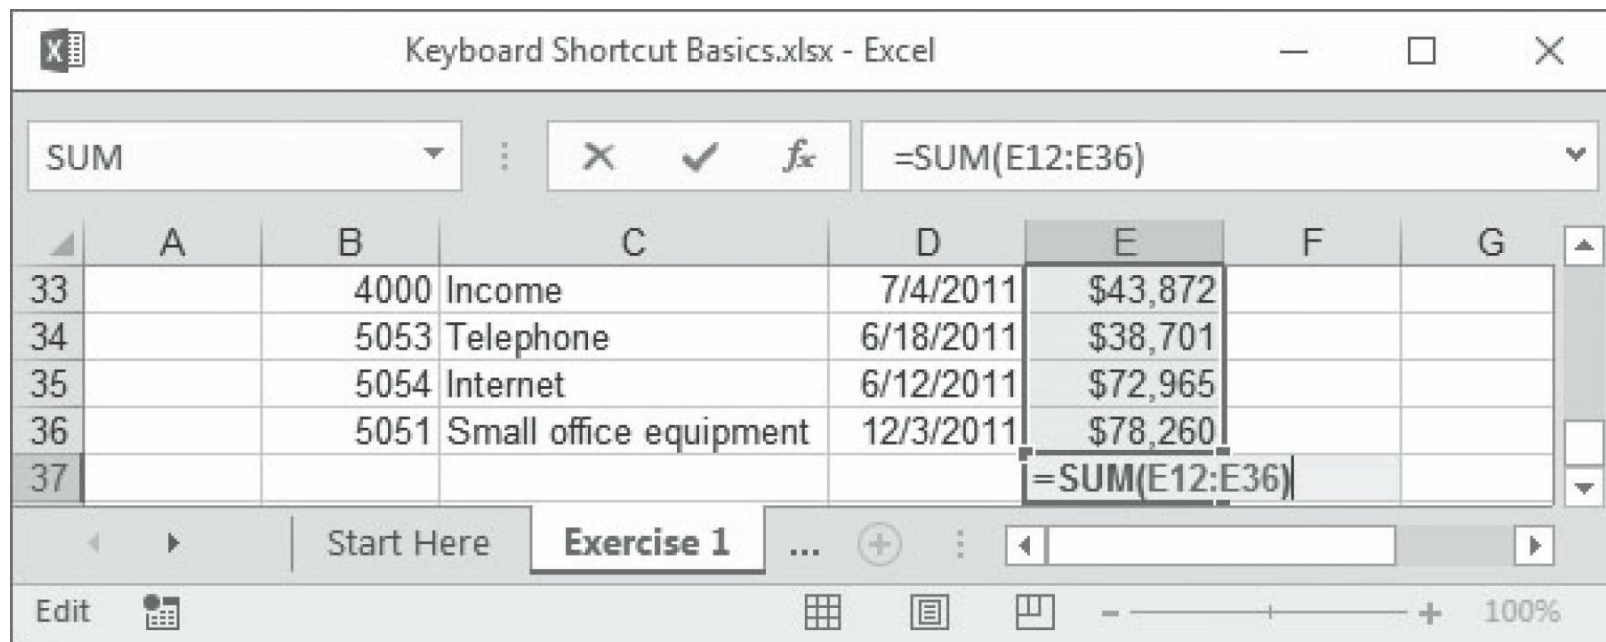 Keyboard Shortcut Basics.xlsx - Excel
SUM fx =SUM(E12:E36)
A B C D E F G
33 4000 Income 7/4/2011 $43,872
34 5053 Telephone 6/18/2011 $38,701
35 5054 Internet 6/12/2011 $72,965
36 5051 Small office equipment 12/3/2011 $78,260
37 =SUM(E12:E36)
Start Here Exercise 1 ...
Edit 100%